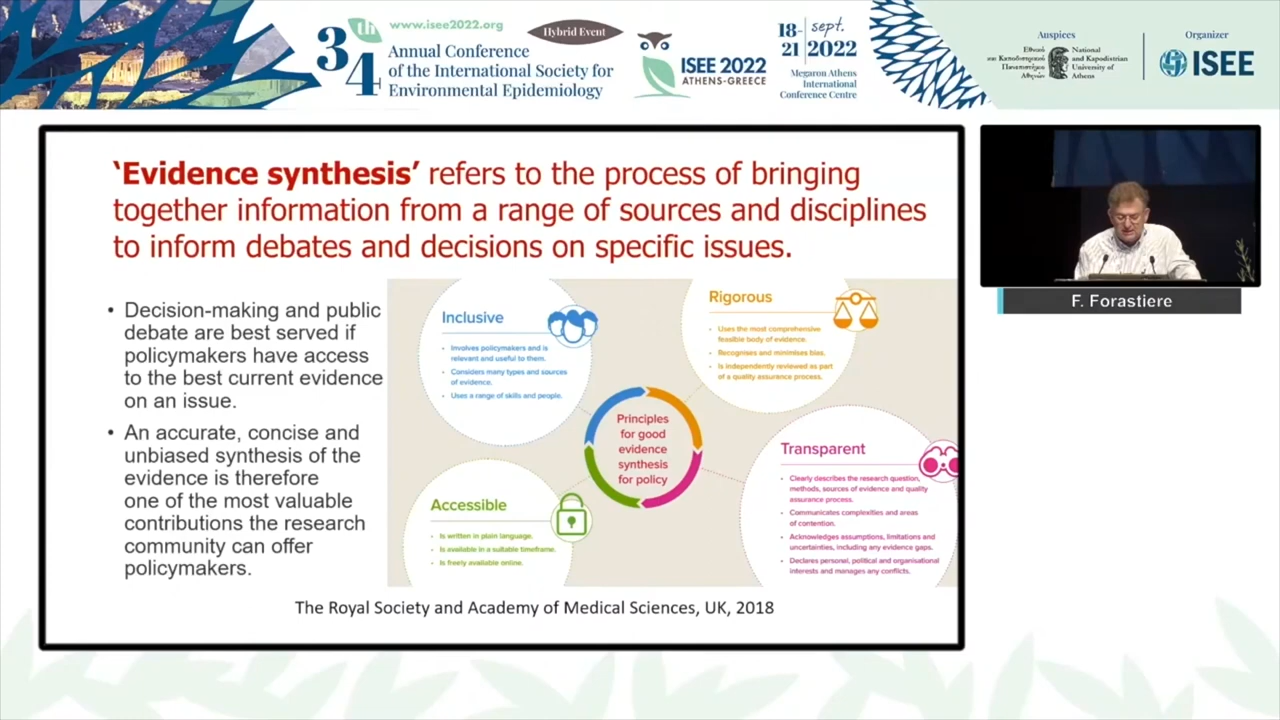 34th
www.isee2022.org
Hybrid Event
Annual Conference
of the International Society for
Environmental Epidemiology
ISEE 2022
ATHENS-GREECE
18-
21
sept.
2022
Megaron Athens
International
Conference Centre
Auspices
Εθνικό
και Καποδιστριακό
Πανεπιστήμιο
Αθηνών
National
and Kapodistrian
University of
Athens
Organizer
ISEE
‘Evidence synthesis’ refers to the process of bringing
together information from a range of sources and disciplines
to inform debates and decisions on specific issues.
• Decision-making and public
debate are best served if
policymakers have access
to the best current evidence
on an issue.
• An accurate, concise and
unbiased synthesis of the
evidence is therefore
one of the most valuable
contributions the research
community can offer
policymakers.
Inclusive
• Involves policymakers and is
relevant and useful to them.
• Considers many types and sources
of evidence.
• Uses a range of skills and people.
Rigorous
• Uses the most comprehensive
feasible body of evidence.
• Recognises and minimises bias.
• Is independently reviewed as part
of a quality assurance process.
Principles
for good
evidence
synthesis
for policy
Accessible
• Is written in plain language.
• Is available in a suitable timeframe.
• Is freely available online.
Transparent
• Clearly describes the research question,
methods, sources of evidence and quality
assurance process.
• Communicates complexities and areas
of contention.
• Acknowledges assumptions, limitations and
uncertainties, including any evidence gaps.
• Declares personal, political and organisational
interests and manages any conflicts.
The Royal Society and Academy of Medical Sciences, UK, 2018
F. Forastiere